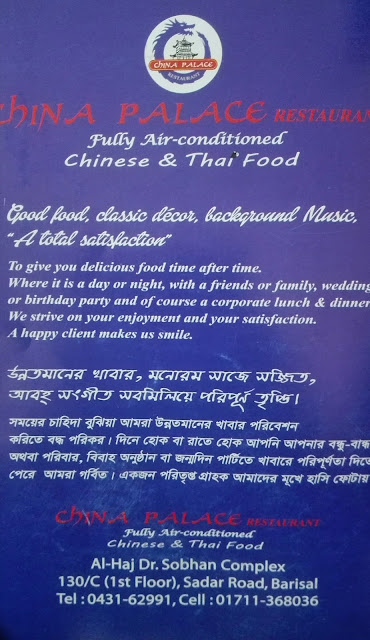 CHINA PALACE
RESTAURANT
CHINA PALACE RESTAURANT
Fully Air-conditioned
Chinese & Thai Food
Good food, classic décor, background Music,
"A total satisfaction"
To give you delicious food time after time.
Where it is a day or night, with a friends or family, wedding
or birthday party and of course a corporate lunch & dinner
We strive on your enjoyment and your satisfaction.
A happy client makes us smile.
উন্নতমানের খাবার, মনোরম সাজে সজ্জিত,
আবহ সংগীত সবমিলিয়ে পরিপূর্ন তৃপ্তি।
সময়ের চাহিদা বুঝিয়া আমরা উন্নতমানের খাবার পরিবেশন
করিতে বদ্ধ পরিকর। দিনে হোক বা রাতে হোক আপনি আপনার বন্ধু-বান্ধ
অথবা পরিবার, বিবাহ অনুষ্ঠান বা জন্মদিন পার্টিতে খাবারে পরিপূর্ণতা দিতে
পেরে আমরা গর্বিত। একজন পরিতৃপ্ত গ্রাহক আমাদের মূখে হাসি ফোটায়
CHINA PALACE RESTAURANT
Fully Air-conditioned
Chinese & Thai Food
Al-Haj Dr. Sobhan Complex
130/C (1st Floor), Sadar Road, Barisal
Tel : 0431-62991, Cell : 01711-368036